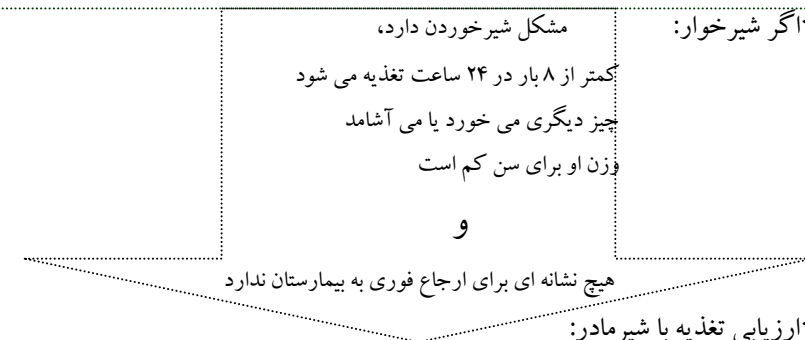 اگر شیرخوار: مشکل شیرخوردن دارد،
کمتر از ۸ بار در ۲۴ ساعت تغذیه می شود
چیز دیگری می خورد یا می آشامد
وزن او برای سن کم است
و
هیچ نشانه ای برای ارجاع فوری به بیمارستان ندارد
ارزیابی تغذیه با شیرمادر: